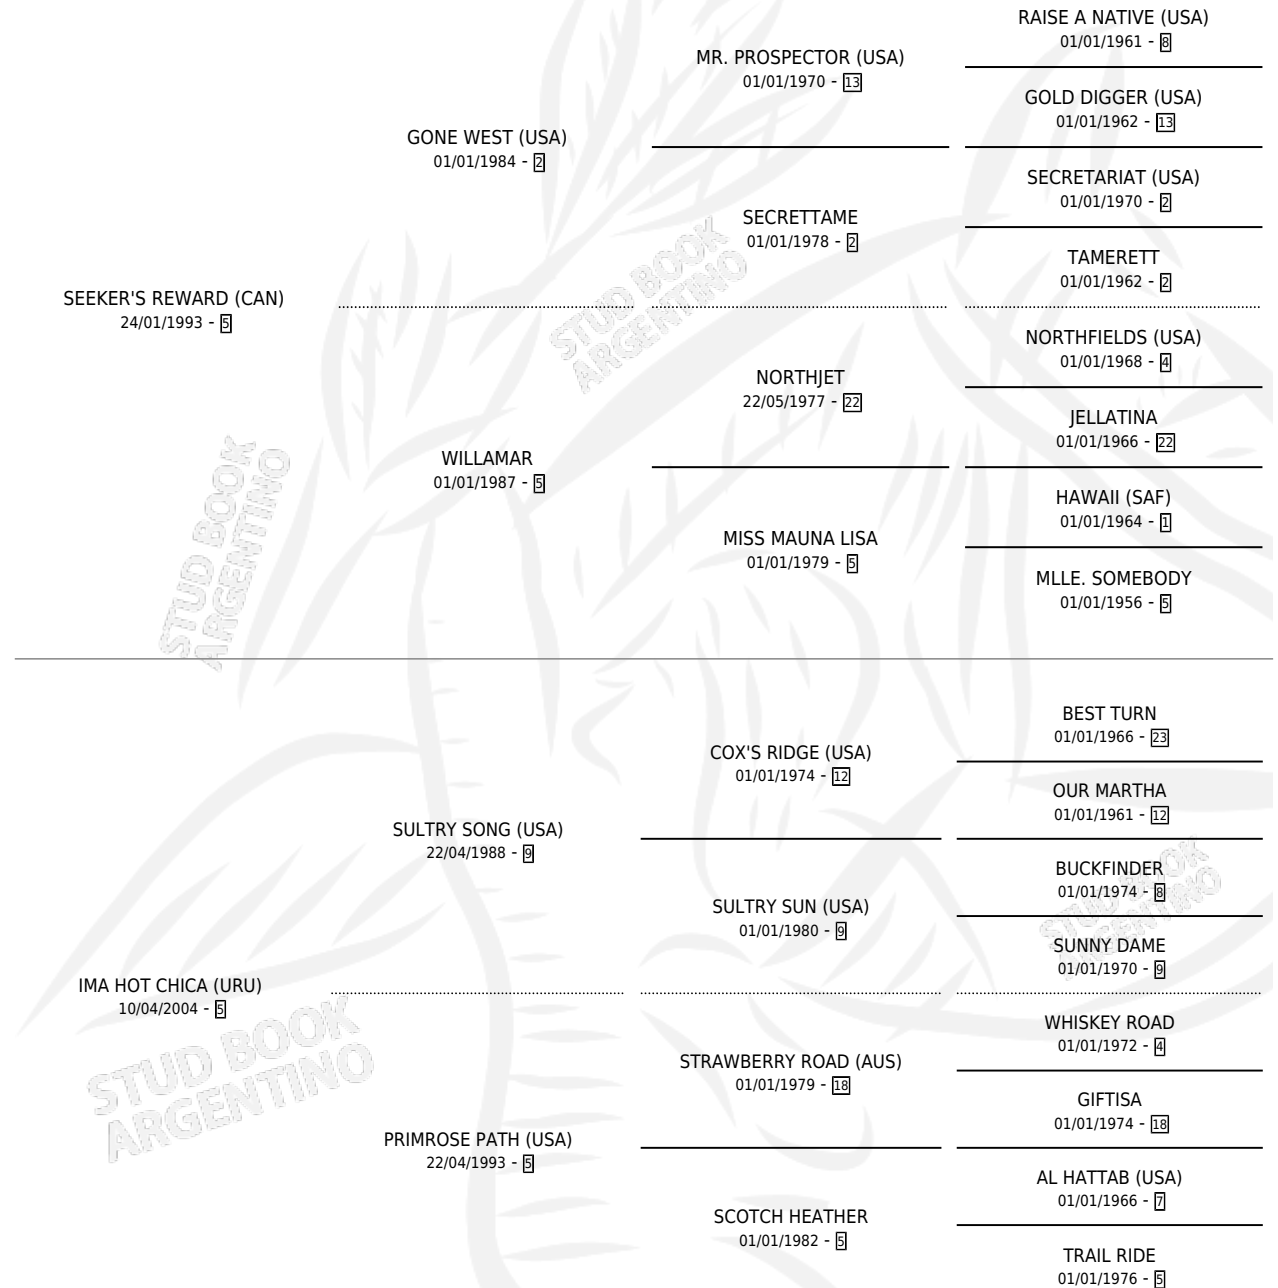 RAISE A NATIVE (USA)
01/01/1961 - 8
MR. PROSPECTOR (USA)
01/01/1970 - 13
GOLD DIGGER (USA)
01/01/1962 - 13
GONE WEST (USA)
01/01/1984 - 2
SECRETARIAT (USA)
01/01/1970 - 2
SECRETTAME
01/01/1978 - 2
TAMERETT
01/01/1962 - 2
STUD BOOK
ARGENTINO
SEEKER'S REWARD (CAN)
24/01/1993 - 5
NORTHFIELDS (USA)
01/01/1968 - 4
NORTHJET
22/05/1977 - 22
JELLATINA
01/01/1966 - 22
WILLAMAR
01/01/1987 - 5
STUD BOOK
ARGENTINO
HAWAII (SAF)
01/01/1964 - 1
MISS MAUNA LISA
01/01/1979 - 5
MLLE. SOMEBODY
01/01/1956 - 5
BEST TURN
01/01/1966 - 23
COX'S RIDGE (USA)
01/01/1974 - 12
OUR MARTHA
01/01/1961 - 12
SULTRY SONG (USA)
22/04/1988 - 9
BUCKFINDER
01/01/1974 - 8
STUD BOOK
ARGENTINO
SULTRY SUN (USA)
01/01/1980 - 9
SUNNY DAME
01/01/1970 - 9
IMA HOT CHICA (URU)
10/04/2004 - 5
STUD BOOK
ARGENTINO
WHISKEY ROAD
01/01/1972 - 4
STRAWBERRY ROAD (AUS)
01/01/1979 - 18
GIFTISA
01/01/1974 - 18
PRIMROSE PATH (USA)
22/04/1993 - 5
AL HATTAB (USA)
01/01/1966 - 7
SCOTCH HEATHER
01/01/1982 - 5
TRAIL RIDE
01/01/1976 - 5